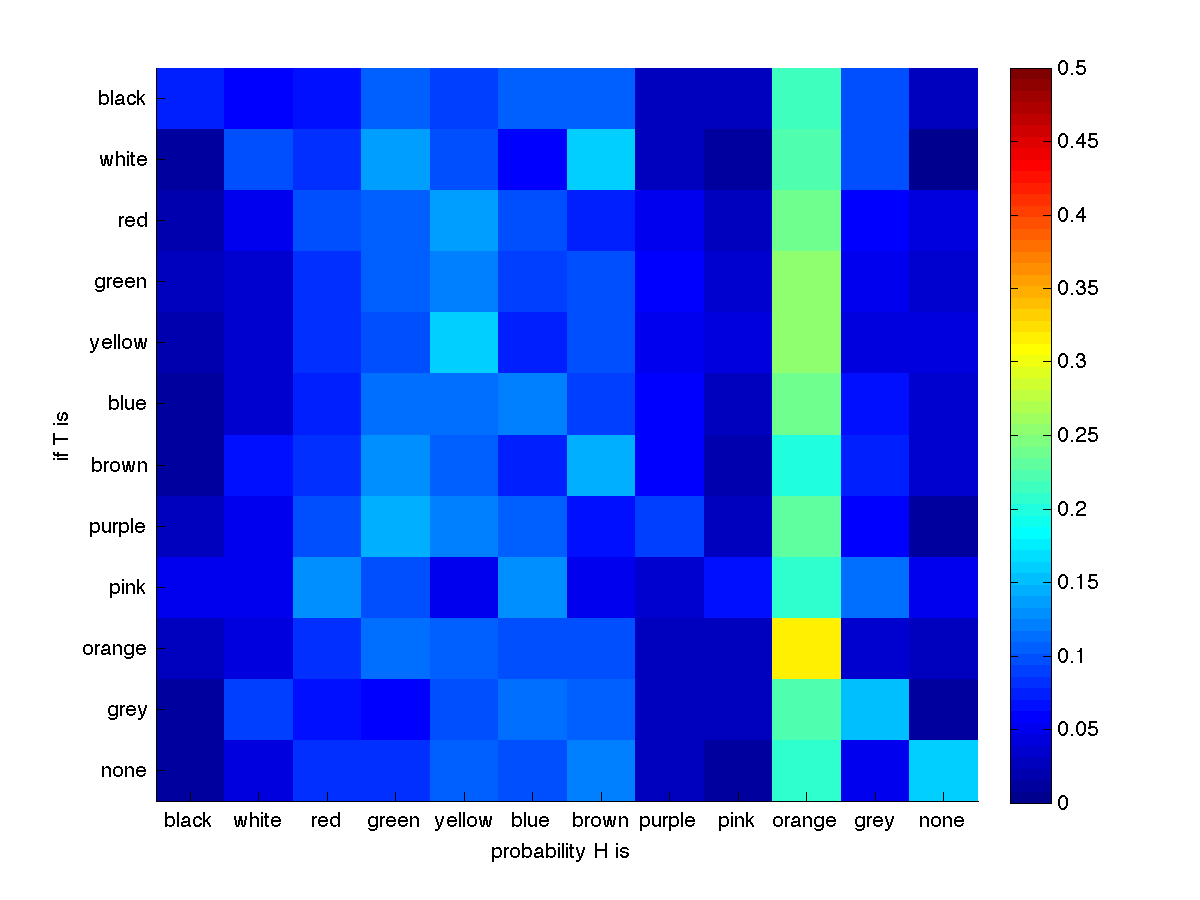 black
white
red
green
yellow
blue
brown
purple
pink
orange
grey
none
if T is
black white red green yellow blue brown purple pink orange grey none
probability H is
0.5
0.45
0.4
0.35
0.3
0.25
0.2
0.15
0.1
0.05
0